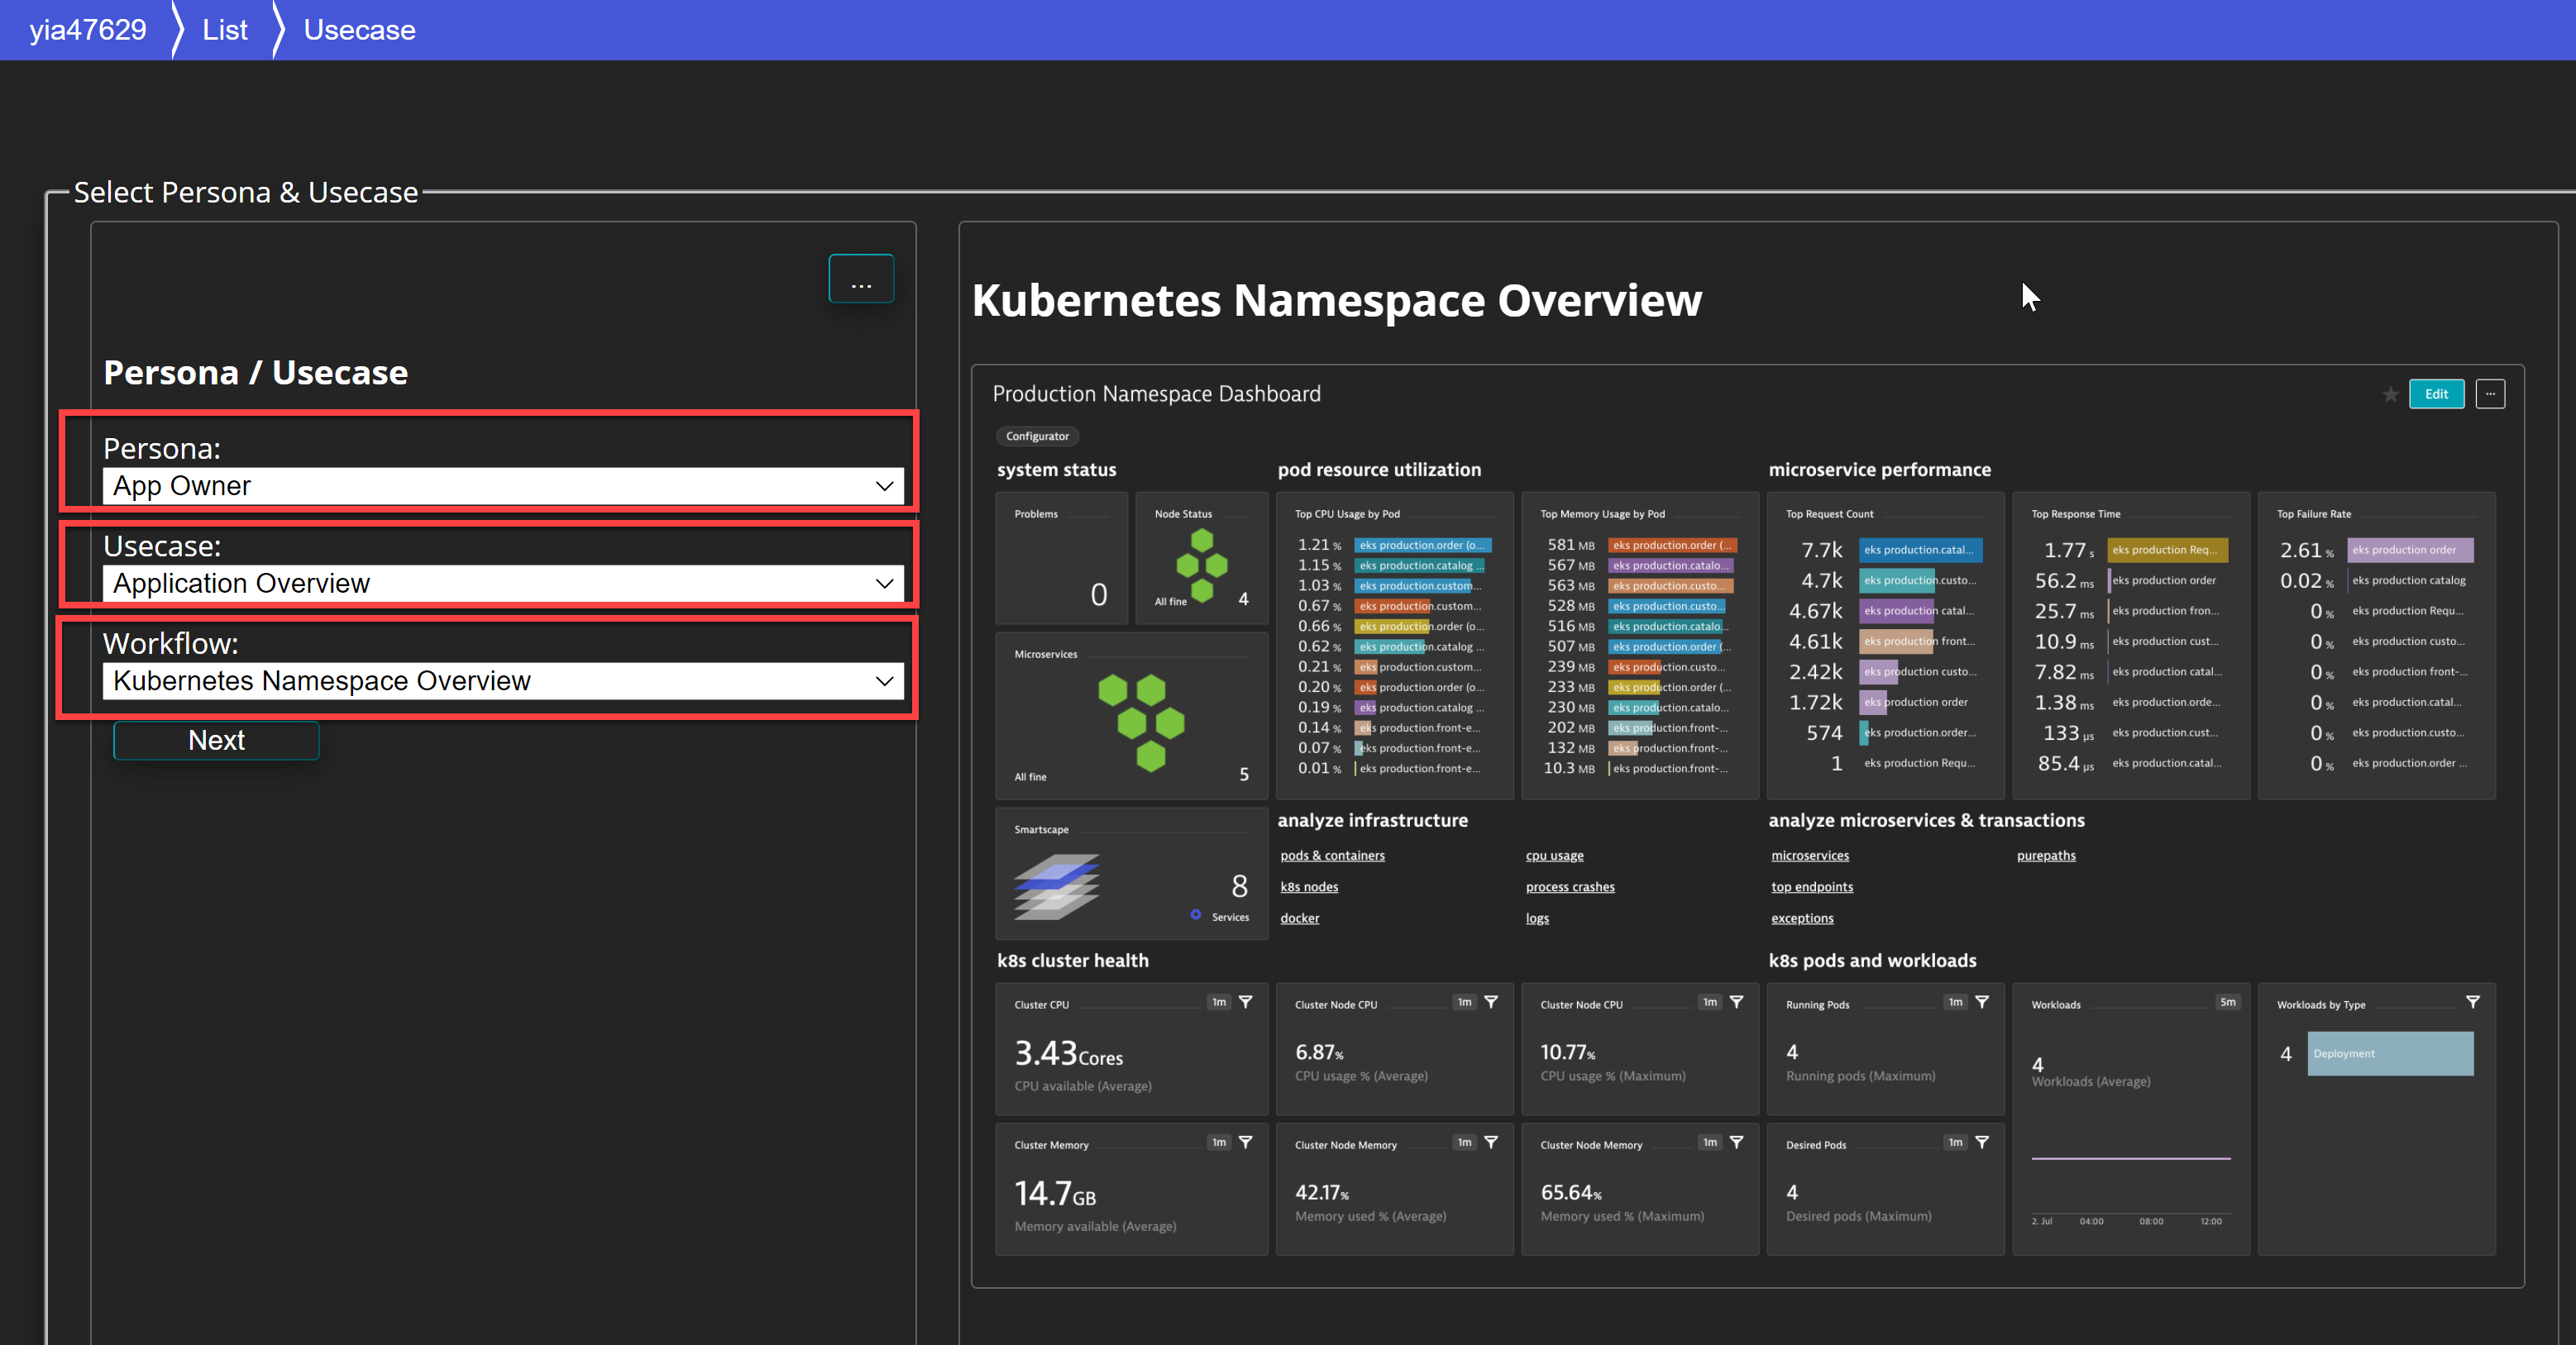 yia47629 List Usecase
Select Persona & Usecase
...
Persona / Usecase
Persona:
App Owner
Usecase:
Application Overview
Workflow:
Kubernetes Namespace Overview
Next
Kubernetes Namespace Overview
Production Namespace Dashboard
Edit
...
Configurator
system status
Problems
0
Node Status
All fine 4
Microservices
All fine 5
Smartscape
8
Services
pod resource utilization
Top CPU Usage by Pod
1.21 % eks production.order (o...
1.15 % eks production.catalog ...
1.03 % eks production.custom...
0.67 % eks production.custom...
0.66 % eks production.order (o...
0.62 % eks production.catalog ...
0.21 % eks production.custom...
0.20 % eks production.order (o...
0.19 % eks production.catalog ...
0.14 % eks production.front-e...
0.07 % eks production.front-e...
0.01 % eks production.front-e...
Top Memory Usage by Pod
581 MB eks production.order (...
567 MB eks production.catalo...
563 MB eks production.custo...
528 MB eks production.custo...
516 MB eks production.catalo...
507 MB eks production.order (...
239 MB eks production.custo...
233 MB eks production.order (...
230 MB eks production.catalo...
202 MB eks production.front-...
132 MB eks production.front-...
10.3 MB eks production.front-...
microservice performance
Top Request Count
7.7k eks production.catal...
4.7k eks production.custo...
4.67k eks production catal...
4.61k eks production front...
2.42k eks production custo...
1.72k eks production order
574 eks production.order...
1 eks production Requ...
Top Response Time
1.77 s eks production Req...
56.2 ms eks production order
25.7 ms eks production fron...
10.9 ms eks production cust...
7.82 ms eks production catal...
1.38 ms eks production.orde...
133 µs eks production.cust...
85.4 µs eks production.catal...
Top Failure Rate
2.61 % eks production order
0.02 % eks production catalog
0 % eks production Requ...
0 % eks production custo...
0 % eks production front-...
0 % eks production.catal...
0 % eks production.custo...
0 % eks production.order ...
analyze infrastructure
pods & containers cpu usage
k8s nodes process crashes
docker logs
analyze microservices & transactions
microservices purepaths
top endpoints
exceptions
k8s cluster health
Cluster CPU 1m
3.43Cores
CPU available (Average)
Cluster Node CPU 1m
6.87%
CPU usage % (Average)
Cluster Node CPU 1m
10.77%
CPU usage % (Maximum)
Cluster Memory 1m
14.7GB
Memory available (Average)
Cluster Node Memory 1m
42.17%
Memory used % (Average)
Cluster Node Memory 1m
65.64%
Memory used % (Maximum)
k8s pods and workloads
Running Pods 1m
4
Running pods (Maximum)
Desired Pods 1m
4
Desired pods (Maximum)
Workloads 5m
4
Workloads (Average)
2. Jul 04:00 08:00 12:00
Workloads by Type
4 Deployment